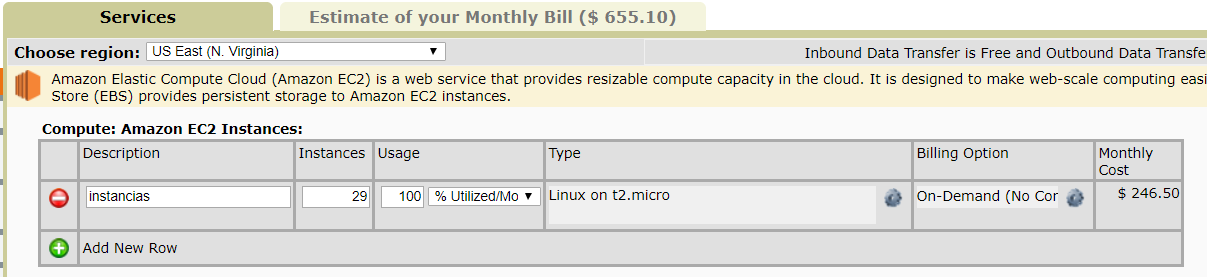 Services
Estimate of your Monthly Bill ($ 655.10)
Choose region: US East (N. Virginia)
Inbound Data Transfer is Free and Outbound Data Transfe
Amazon Elastic Compute Cloud (Amazon EC2) is a web service that provides resizable compute capacity in the cloud. It is designed to make web-scale computing easi
Store (EBS) provides persistent storage to Amazon EC2 instances.
Compute: Amazon EC2 Instances:
Description Instances Usage Type Billing Option Monthly Cost
instancias 29 100 % Utilized/Mo Linux on t2.micro On-Demand (No Cor $ 246.50
Add New Row